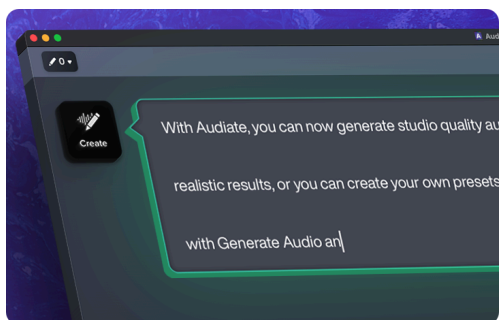 Aud
0
Create
With Audiate, you can now generate studio quality au
realistic results, or you can create your own presets
with Generate Audio an